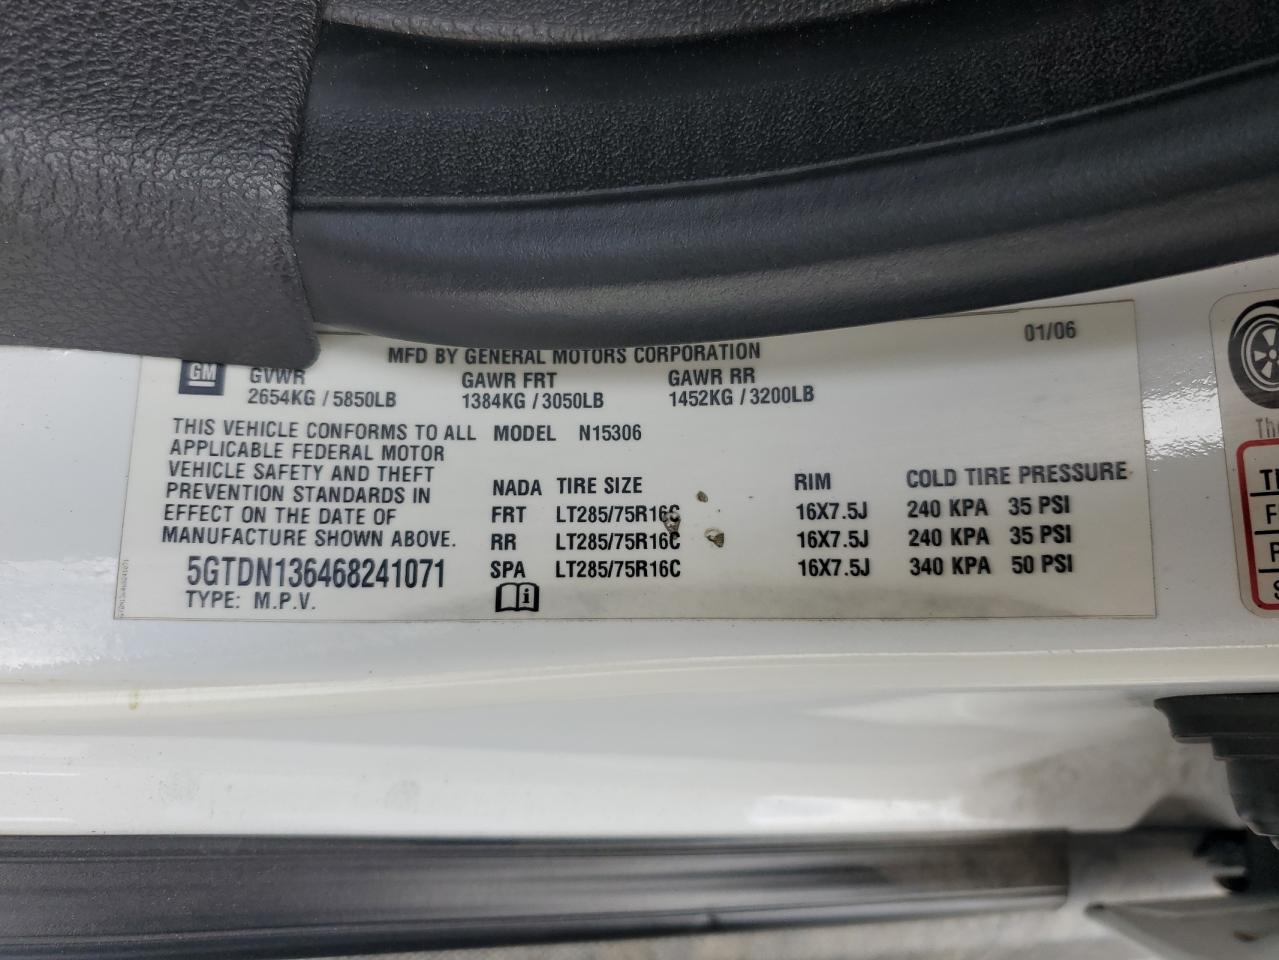 MFD BY GENERAL MOTORS CORPORATION 01/06
GM
GVWR GAWR FRT GAWR RR
2654KG / 5850LB 1384KG / 3050LB 1452KG / 3200LB
THIS VEHICLE CONFORMS TO ALL MODEL N15306
APPLICABLE FEDERAL MOTOR
VEHICLE SAFETY AND THEFT
PREVENTION STANDARDS IN
EFFECT ON THE DATE OF
MANUFACTURE SHOWN ABOVE.
NADA TIRE SIZE RIM COLD TIRE PRESSURE
FRT LT285/75R16C 16X7.5J 240 KPA 35 PSI
RR LT285/75R16C 16X7.5J 240 KPA 35 PSI
SPA LT285/75R16C 16X7.5J 340 KPA 50 PSI
5GTDN136468241071
TYPE: M.P.V.